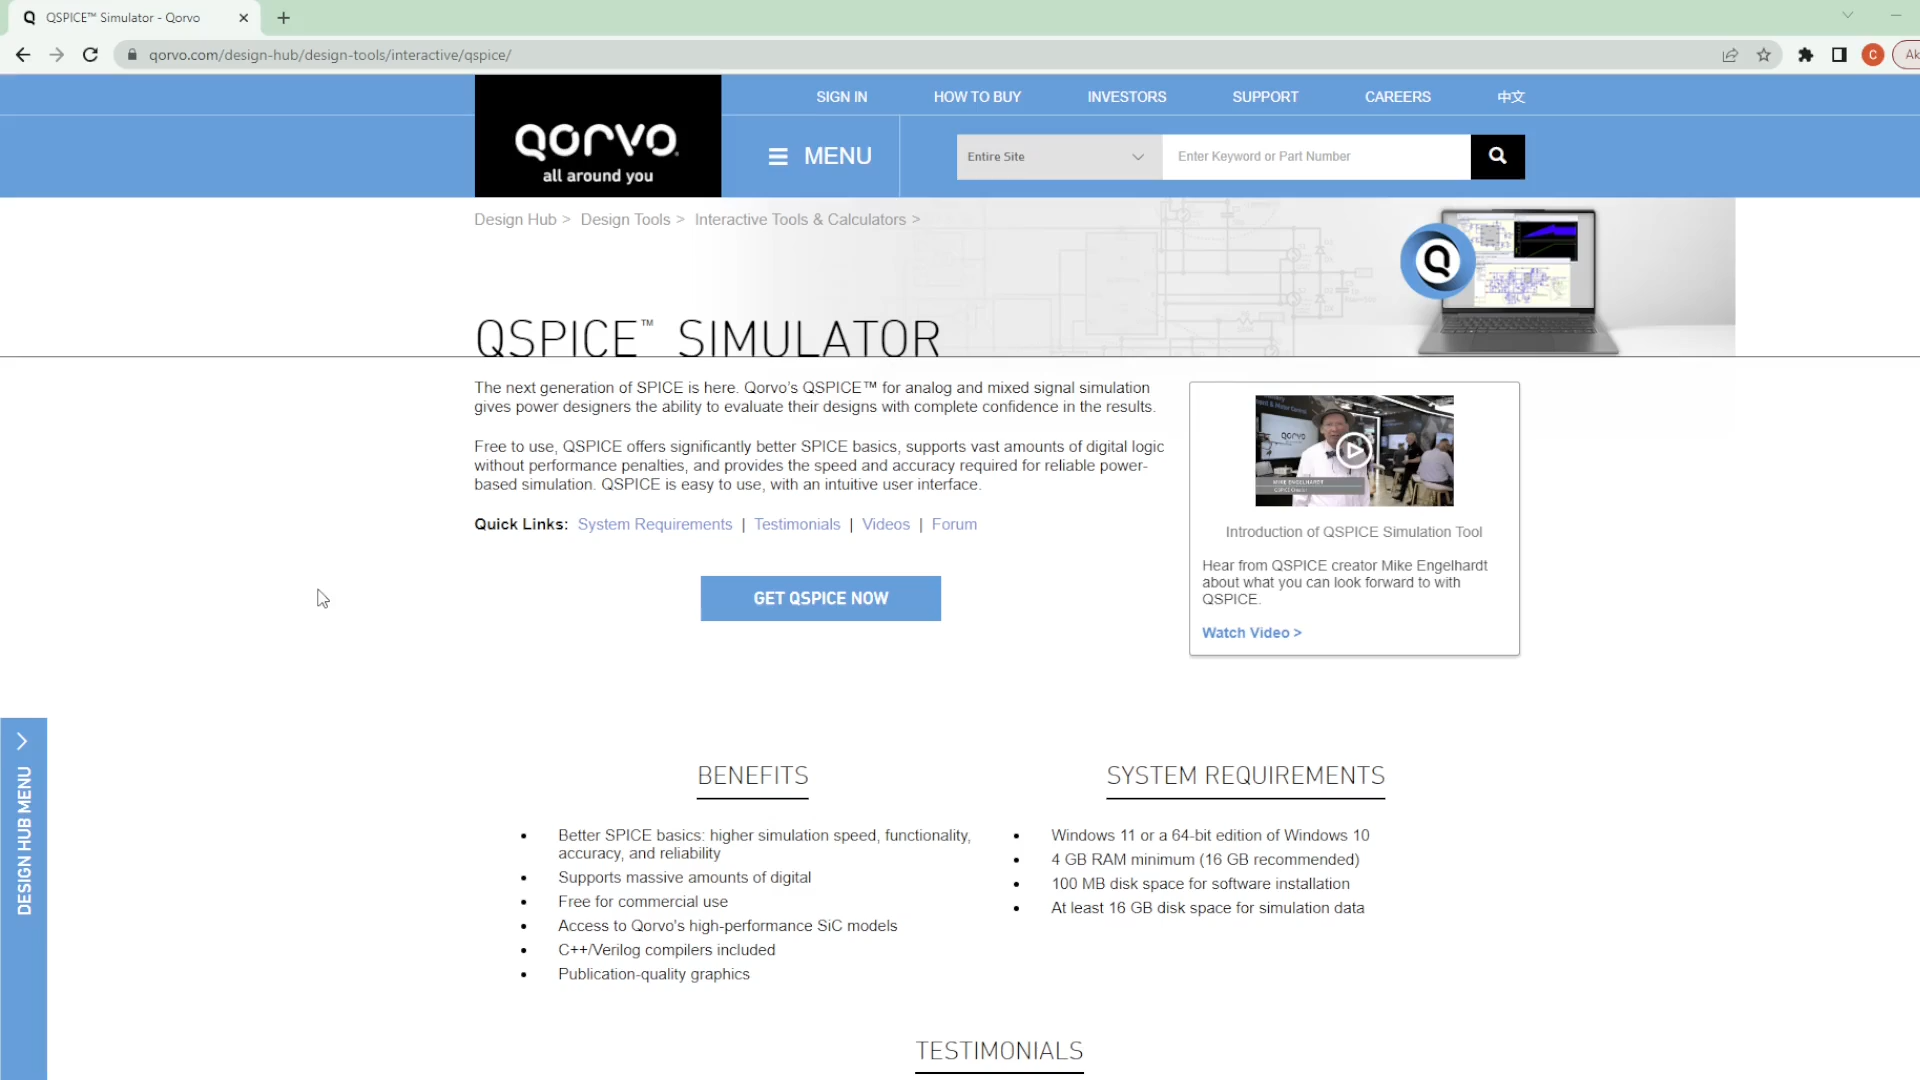 QSPICE™ Simulator - Qorvo
qorvo.com/design-hub/design-tools/interactive/qspice/
C
Ak
SIGN IN
HOW TO BUY
INVESTORS
SUPPORT
CAREERS
中文
QORVO
all around you
MENU
Entire Site
Enter Keyword or Part Number
Design Hub > Design Tools > Interactive Tools & Calculators >
QSPICE™ SIMULATOR
The next generation of SPICE is here. Qorvo's QSPICE™ for analog and mixed signal simulation
gives power designers the ability to evaluate their designs with complete confidence in the results.
Free to use, QSPICE offers significantly better SPICE basics, supports vast amounts of digital logic
without performance penalties, and provides the speed and accuracy required for reliable power-
based simulation. QSPICE is easy to use, with an intuitive user interface.
Quick Links: System Requirements | Testimonials | Videos | Forum
GET QSPICE NOW
qorvo
MIKE ENGELHARDT
Introduction of QSPICE Simulation Tool
Hear from QSPICE creator Mike Engelhardt
about what you can look forward to with
QSPICE.
Watch Video >
DESIGN HUB MENU
BENEFITS
• Better SPICE basics: higher simulation speed, functionality,
accuracy, and reliability
• Supports massive amounts of digital
• Free for commercial use
• Access to Qorvo's high-performance SiC models
• C++/Verilog compilers included
• Publication-quality graphics
SYSTEM REQUIREMENTS
• Windows 11 or a 64-bit edition of Windows 10
• 4 GB RAM minimum (16 GB recommended)
• 100 MB disk space for software installation
• At least 16 GB disk space for simulation data
TESTIMONIALS